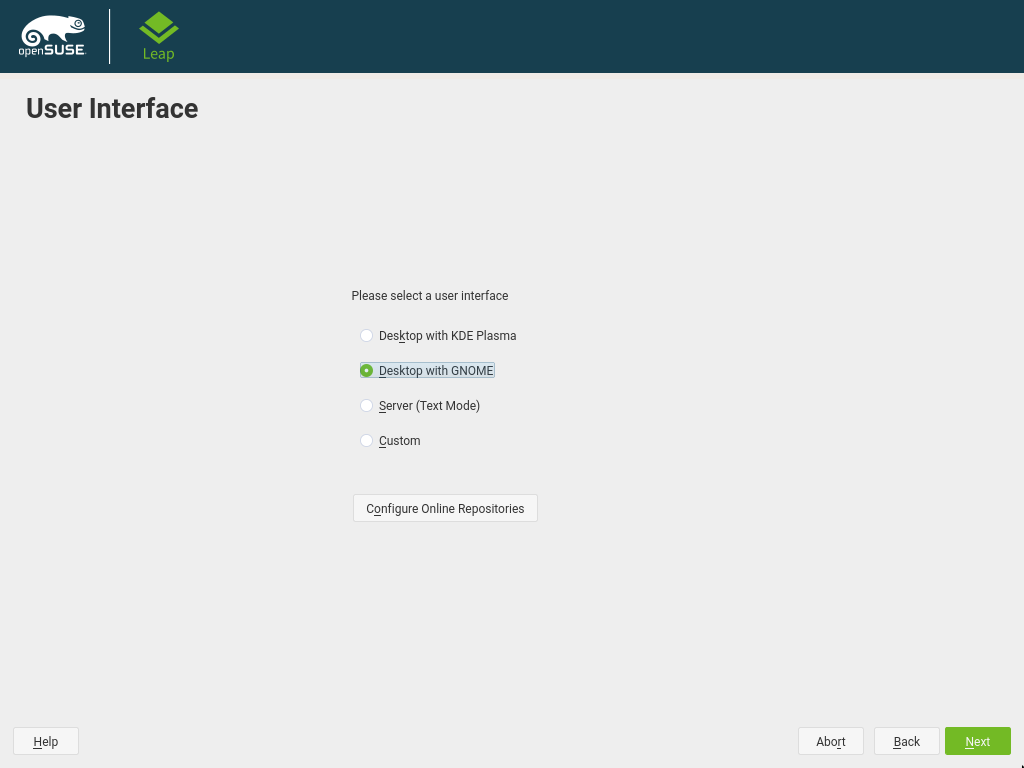 openSUSE
Leap
User Interface
Please select a user interface
Desktop with KDE Plasma
Desktop with GNOME
Server (Text Mode)
Custom
Configure Online Repositories
Help
Abort
Back
Next